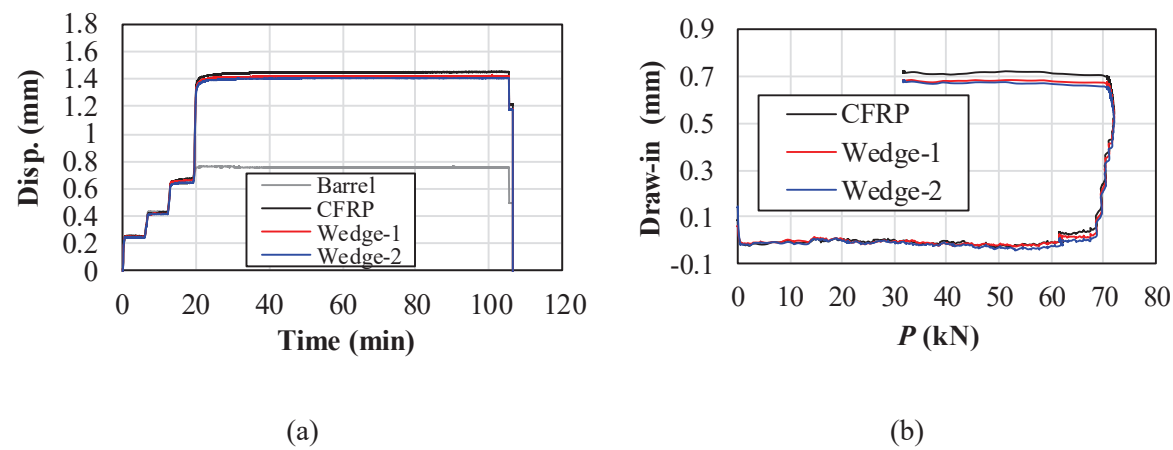 1.8
1.6
1.4
1.2
1
0.8
0.6
0.4
0.2
0
Disp. (mm)
Barrel
CFRP
Wedge-1
Wedge-2
0 20 40 60 80 100 120
Time (min)
(a)
0.9
0.7
0.5
0.3
0.1
-0.1
Draw-in (mm)
CFRP
Wedge-1
Wedge-2
0 10 20 30 40 50 60 70 80
P (kN)
(b)